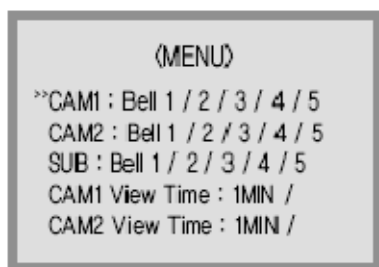 (MENU)
>>CAM1 : Bell 1 / 2 / 3 / 4 / 5
CAM2 : Bell 1 / 2 / 3 / 4 / 5
SUB : Bell 1 / 2 / 3 / 4 / 5
CAM1 View Time : 1MIN /
CAM2 View Time : 1MIN /